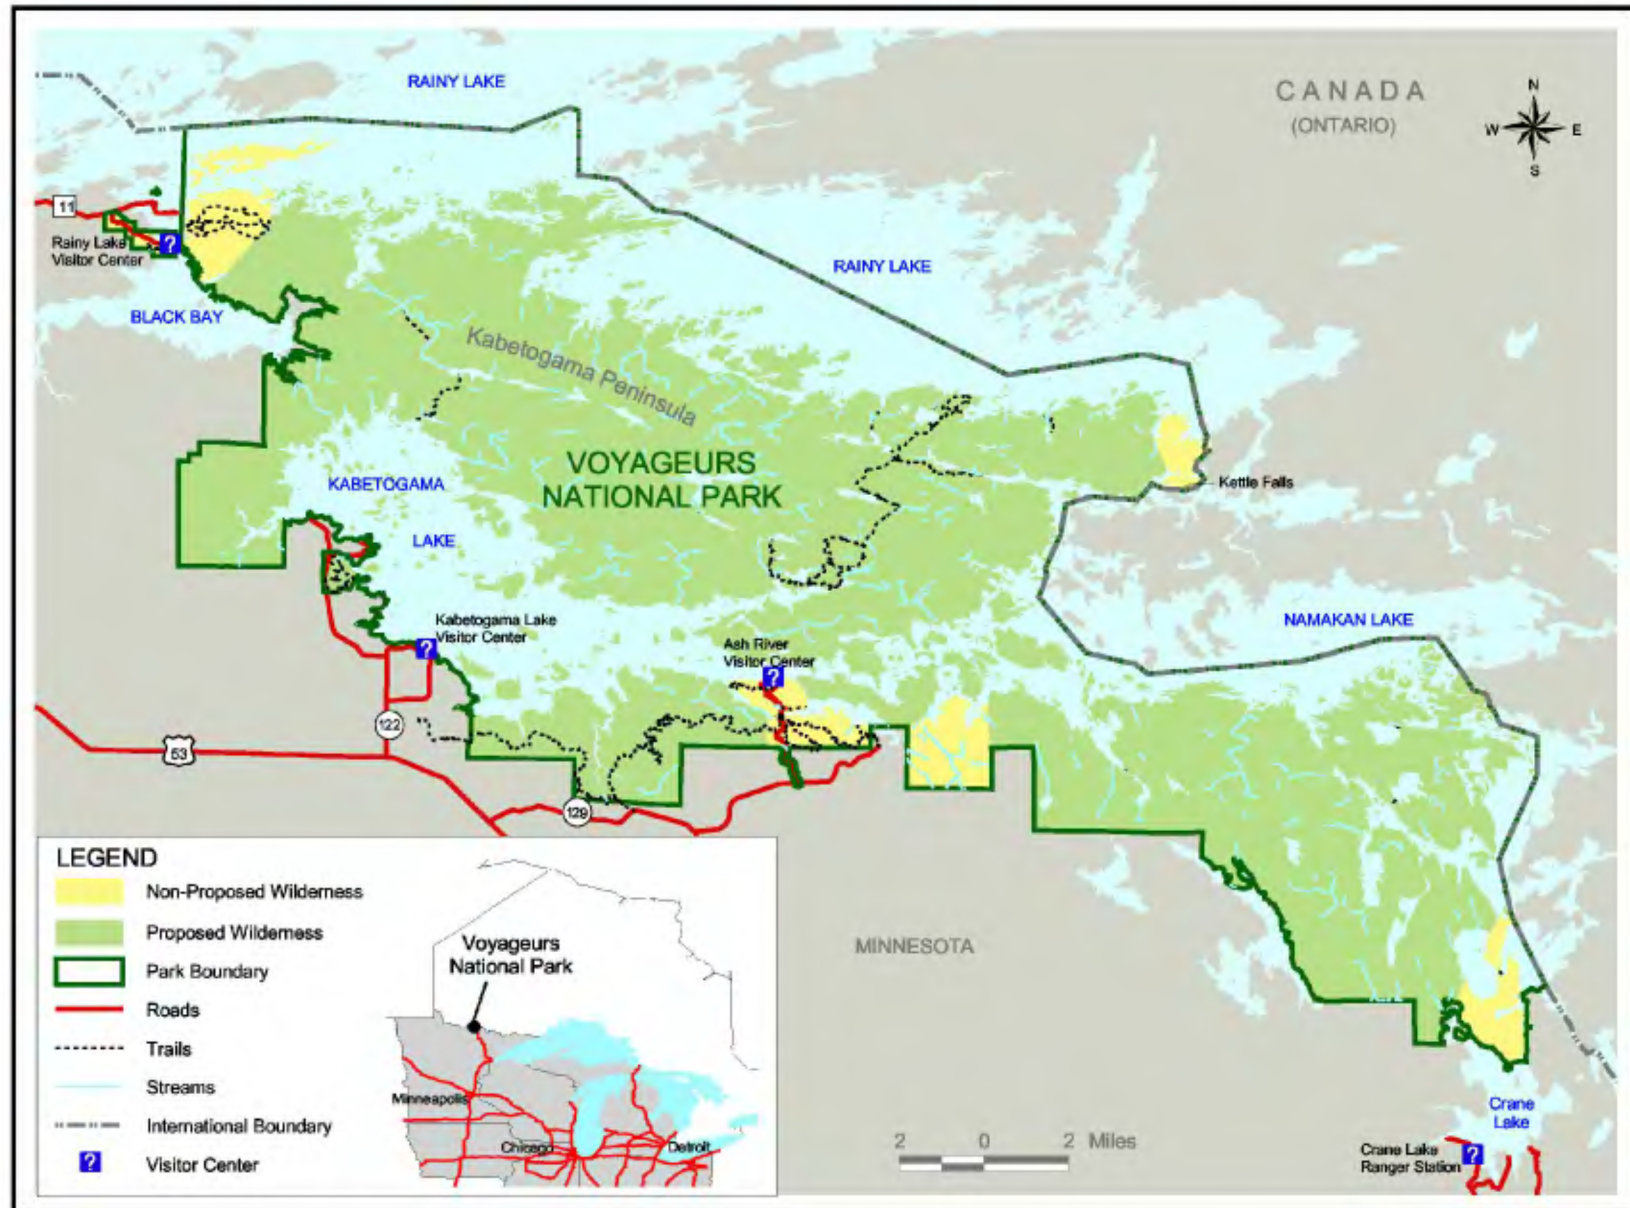 RAINY LAKE
CANADA
(ONTARIO)
N
W
E
S
11
Rainy Lake
Visitor Center
?
BLACK BAY
RAINY LAKE
Kabetogama Peninsula
VOYAGEURS
NATIONAL PARK
Kettle Falls
KABETOGAMA
LAKE
NAMAKAN LAKE
Kabetogama Lake
Visitor Center
?
Ash River
Visitor Center
?
122
53
129
MINNESOTA
LEGEND
Non-Proposed Wilderness
Proposed Wilderness
Park Boundary
Roads
Trails
Streams
International Boundary
? Visitor Center
Voyageurs
National Park
Minneapolis
Chicago
Detroit
2 0 2 Miles
Crane
Lake
Crane Lake
Ranger Station
?